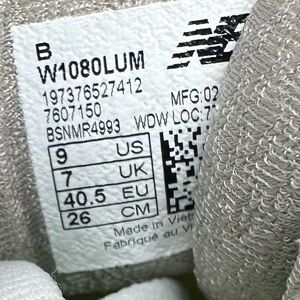 B
W1080LUM
197376527412
7607150 MFG:02
BSNMR4993 WDW LOC:7
9 US
7 UK
40.5 EU
26 CM
Made in Viet
Fabriqué au Vi